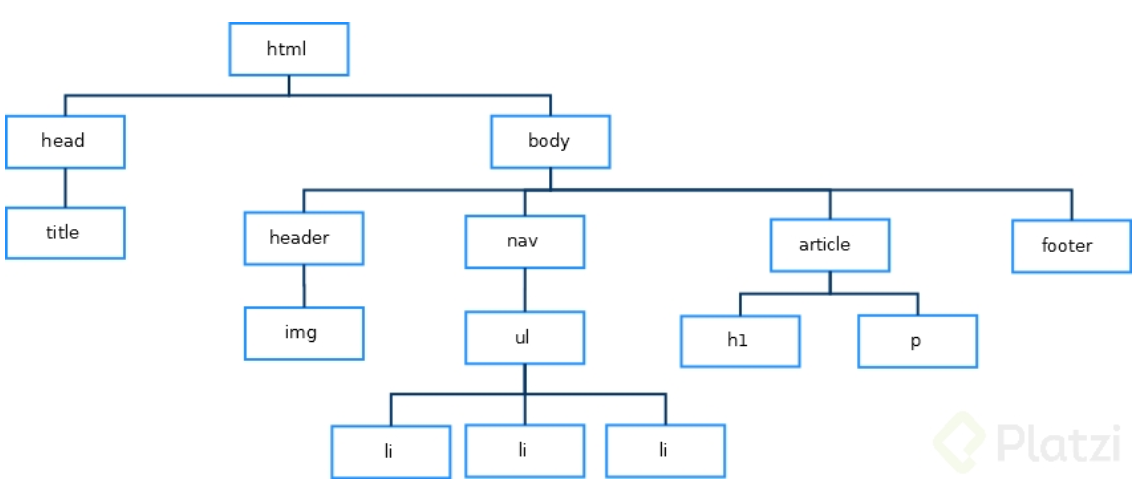 html
head
body
title
header
nav
article
footer
img
ul
h1
p
li
li
li
Platzi